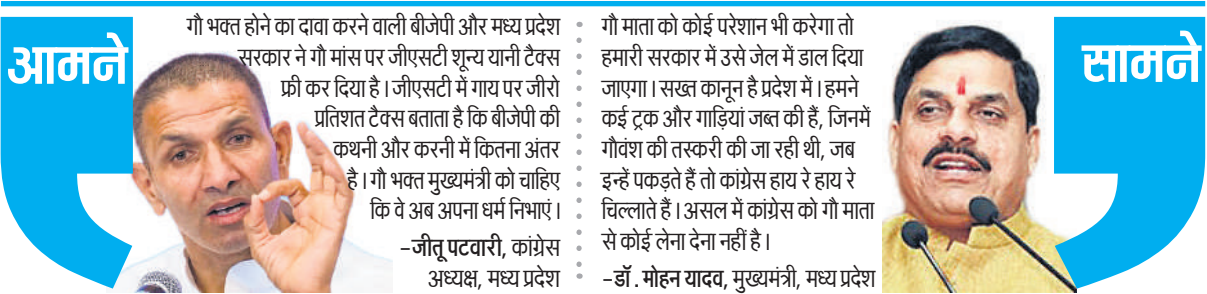 आमने
गौ भक्त होने का दावा करने वाली बीजेपी और मध्य प्रदेश
सरकार ने गौ मांस पर जीएसटी शून्य यानी टैक्स
फ्री कर दिया है। जीएसटी में गाय पर जीरो
प्रतिशत टैक्स बताता है कि बीजेपी की
कथनी और करनी में कितना अंतर
है। गौ भक्त मुख्यमंत्री को चाहिए
कि वे अब अपना धर्म निभाएं।
–जीतू पटवारी, कांग्रेस
अध्यक्ष, मध्य प्रदेश
गौ माता को कोई परेशान भी करेगा तो
हमारी सरकार में उसे जेल में डाल दिया
जाएगा। सख्त कानून है प्रदेश में। हमने
कई ट्रक और गाड़ियां जब्त की हैं, जिनमें
गौवंश की तस्करी की जा रही थी, जब
इन्हें पकड़ते हैं तो कांग्रेस हाय रे हाय रे
चिल्लाते हैं। असल में कांग्रेस को गौ माता
से कोई लेना देना नहीं है।
–डॉ. मोहन यादव, मुख्यमंत्री, मध्य प्रदेश
सामने